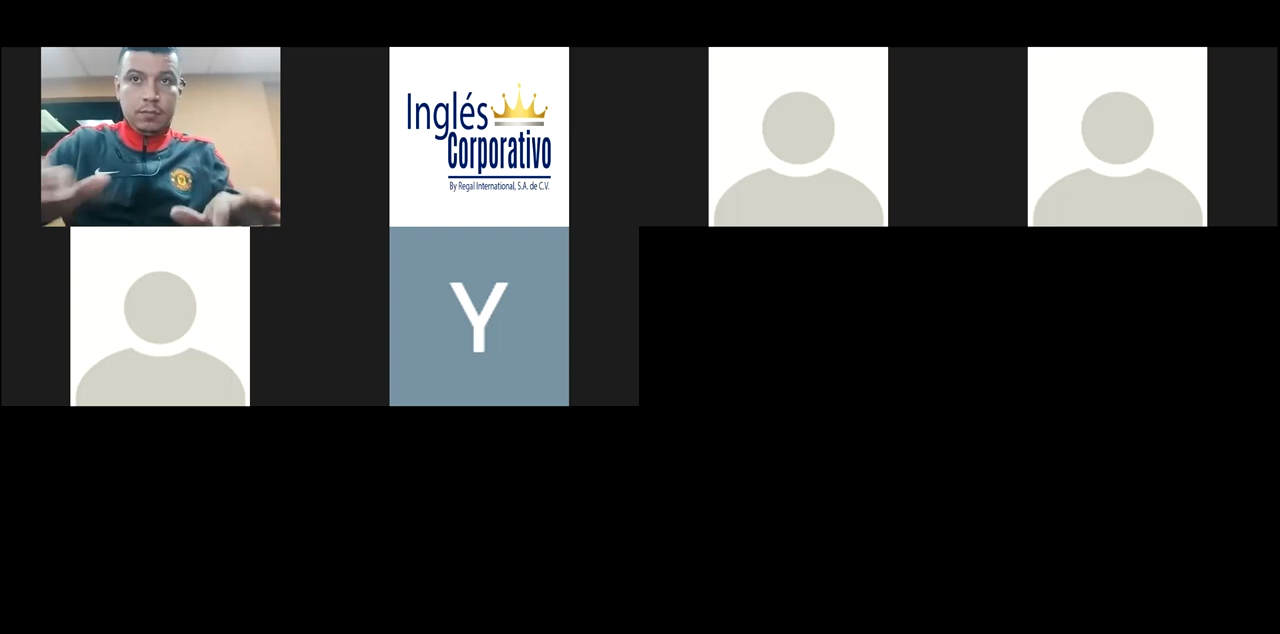 Inglés
Corporativo
By Regal International, S.A. de C.V.
Y